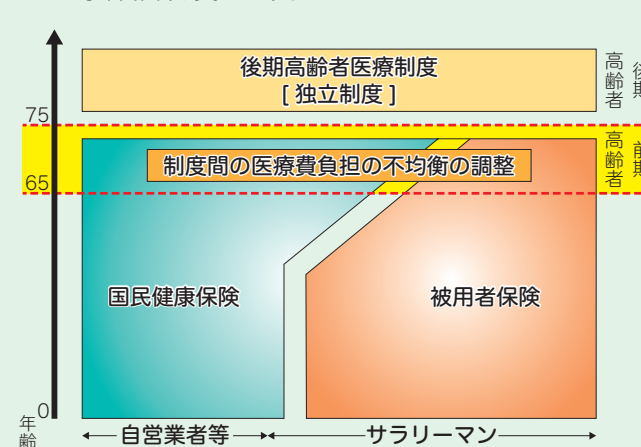 後期高齢者医療制度
[ 独立制度 ]
後期
高齢者
75
制度間の医療費負担の不均衡の調整
前期
高齢者
65
国民健康保険
被用者保険
0
年齢
自営業者等
サラリーマン